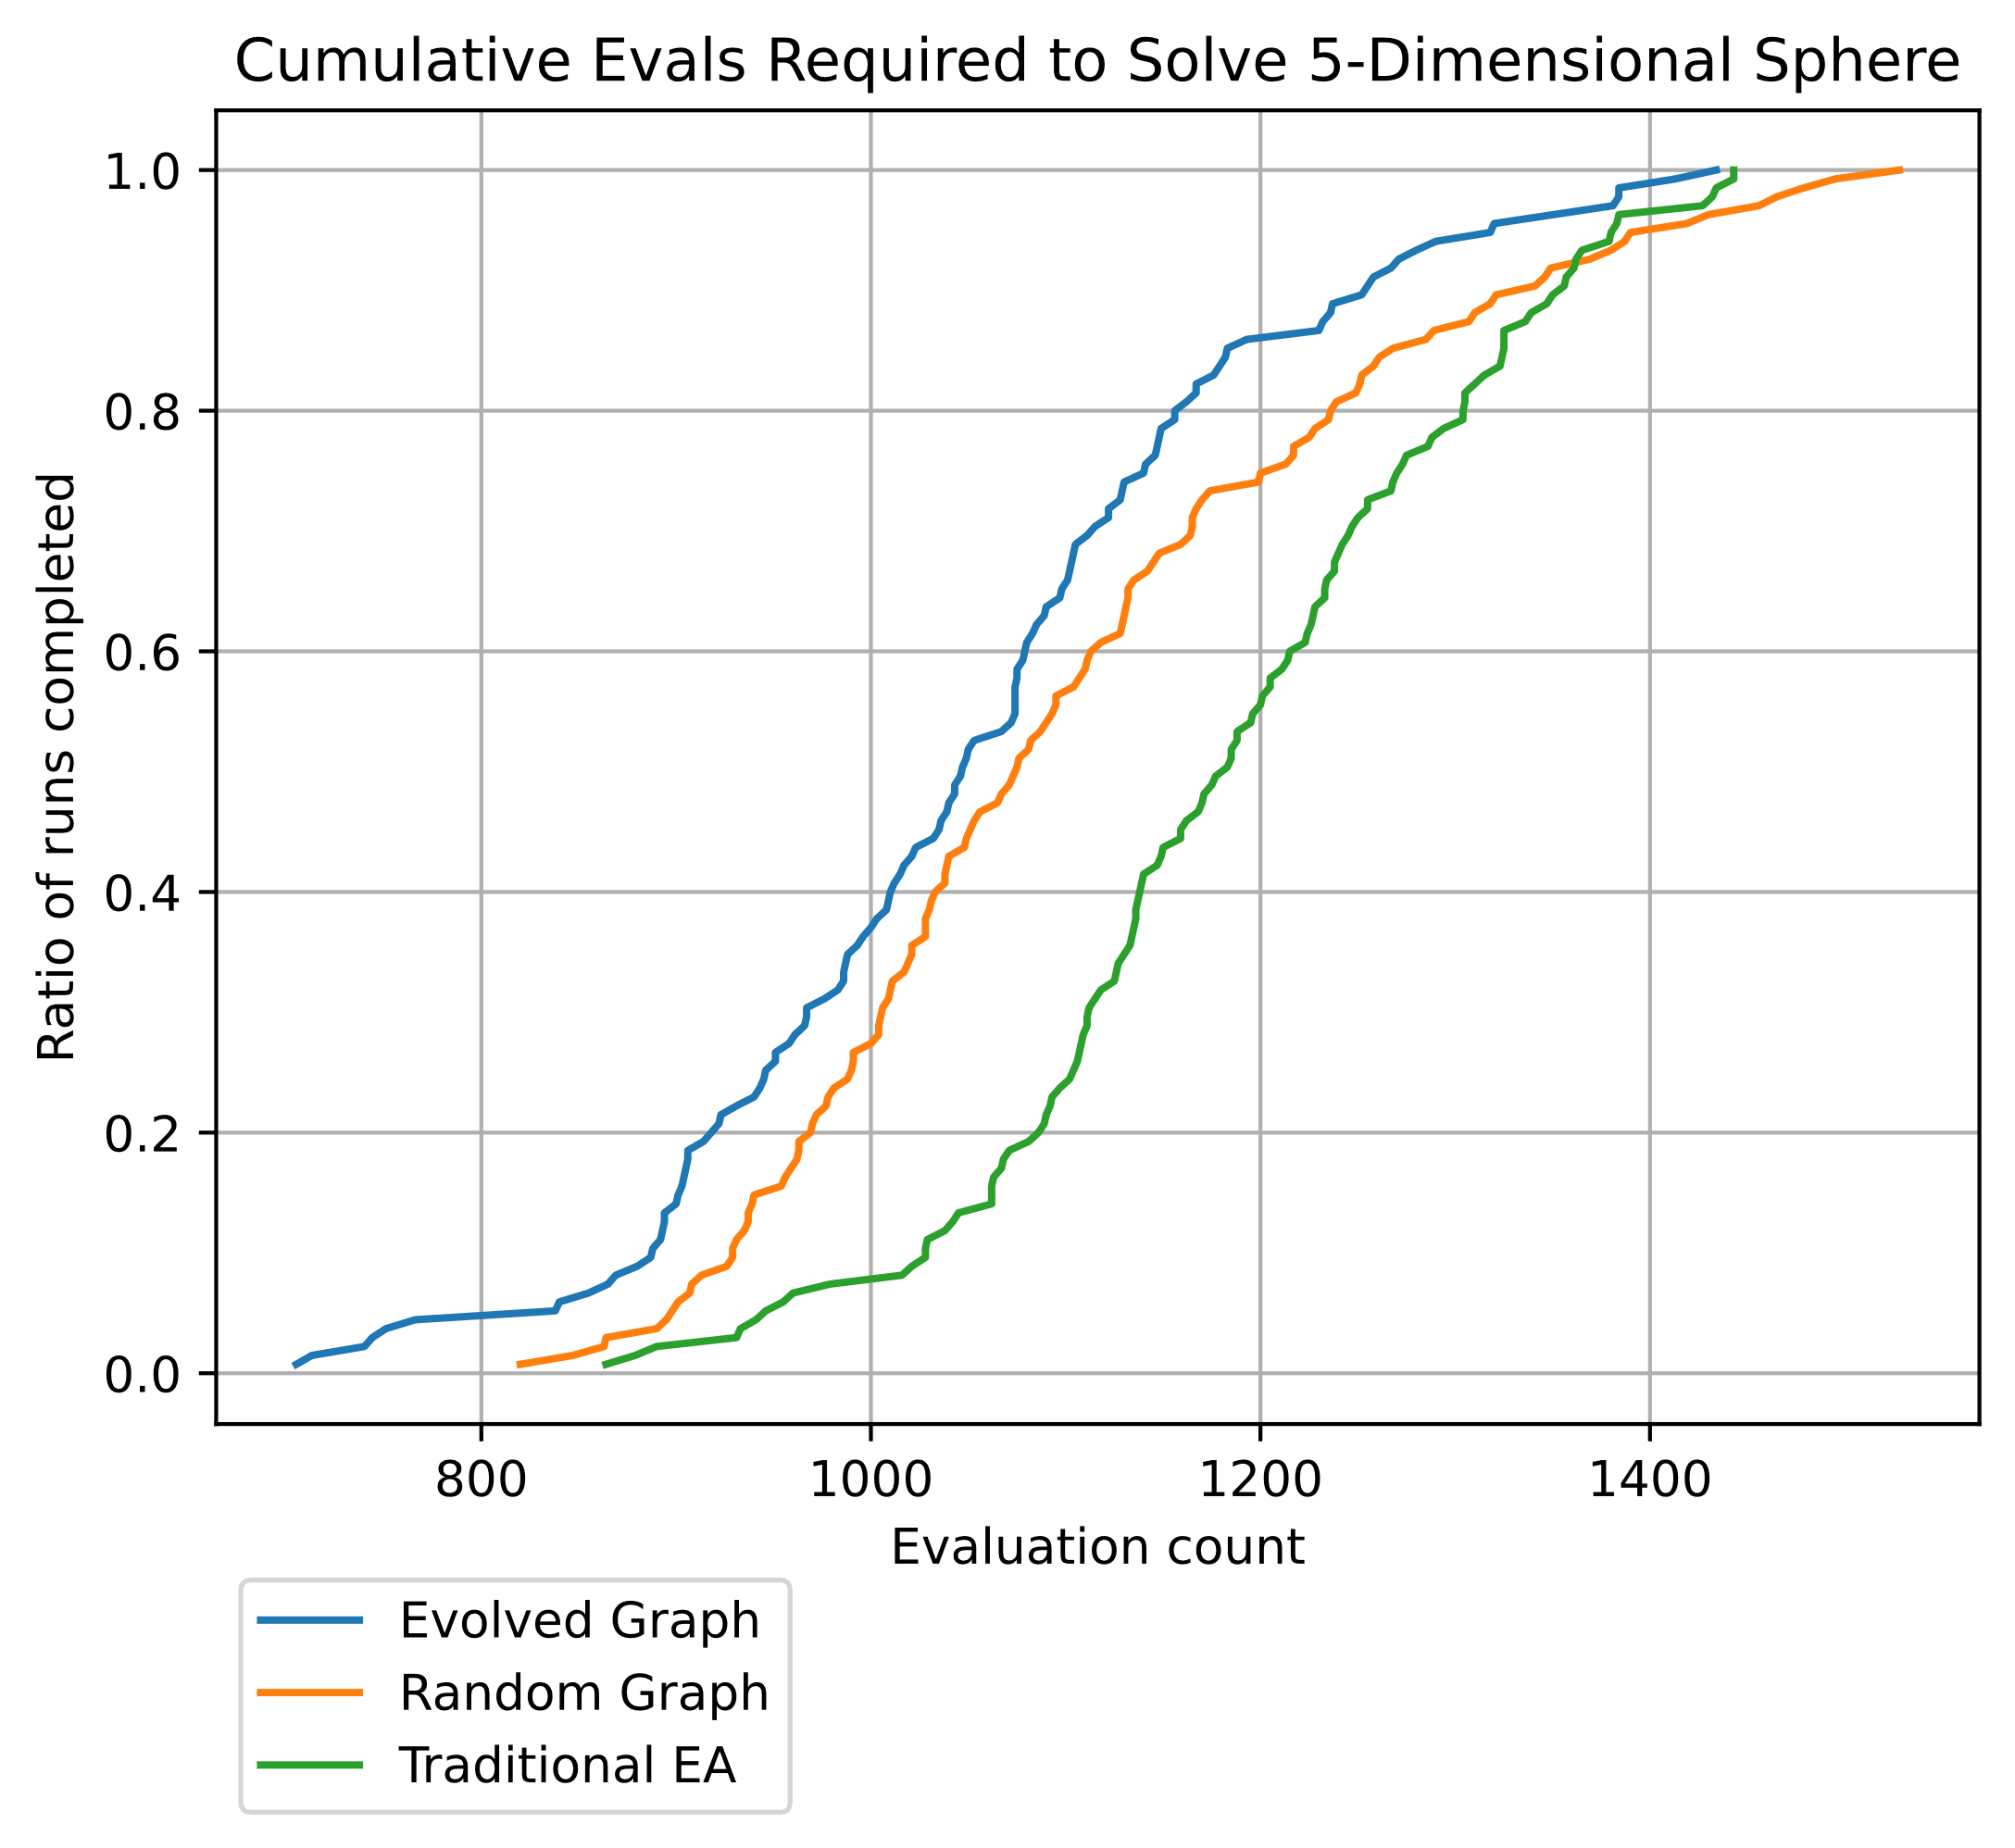 Cumulative Evals Required to Solve 5-Dimensional Sphere
1.0
0.8
0.6
0.4
0.2
0.0
Ratio of runs completed
800 1000 1200 1400
Evaluation count
Evolved Graph
Random Graph
Traditional EA